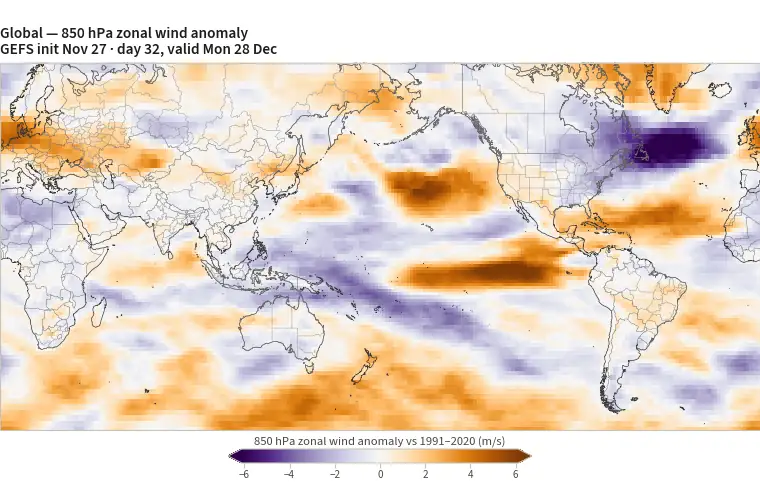 Global — 850 hPa zonal wind anomaly
GEFS init Nov 27 · day 32, valid Mon 28 Dec
850 hPa zonal wind anomaly vs 1991–2020 (m/s)
−6 −4 −2 0 2 4 6